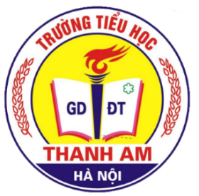 TRƯỜNG TIỂU HỌC
GD ĐT
THANH AM
HÀ NỘI